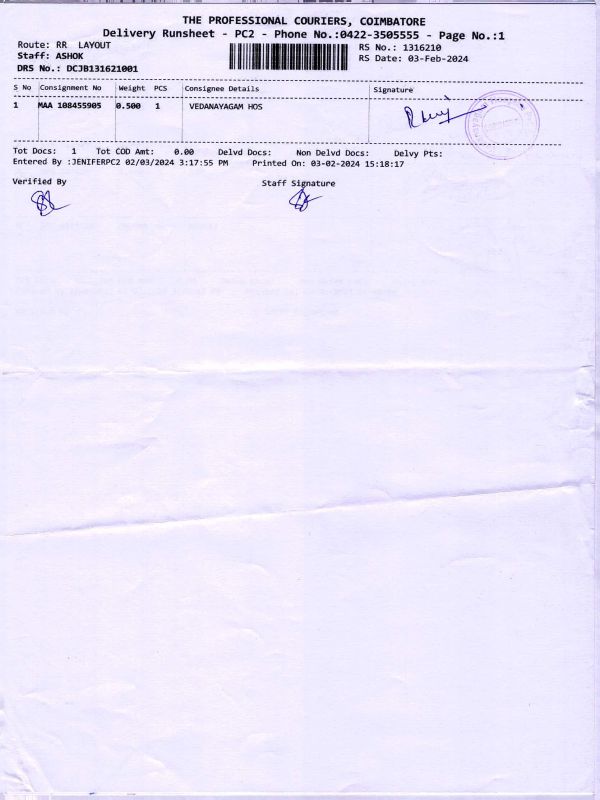 THE PROFESSIONAL COURIERS, COIMBATORE
Delivery Runsheet - PC2 - Phone No.:0422-3505555 - Page No.:1
Route: RR LAYOUT
RS No.: 1316210
Staff: ASHOK
RS Date: 03-Feb-2024
DRS No.: DCJB131621001
S No Consignment No Weight PCS Consignee Details Signature
1 MAA 108455905 0.500 1 VEDANAYAGAM HOS
Tot Docs: 1 Tot COD Amt: 0.00 Delvd Docs: Non Delvd Docs: Delvy Pts:
Entered By :JENIFERPC2 02/03/2024 3:17:55 PM Printed On: 03-02-2024 15:18:17
Verified By Staff Signature